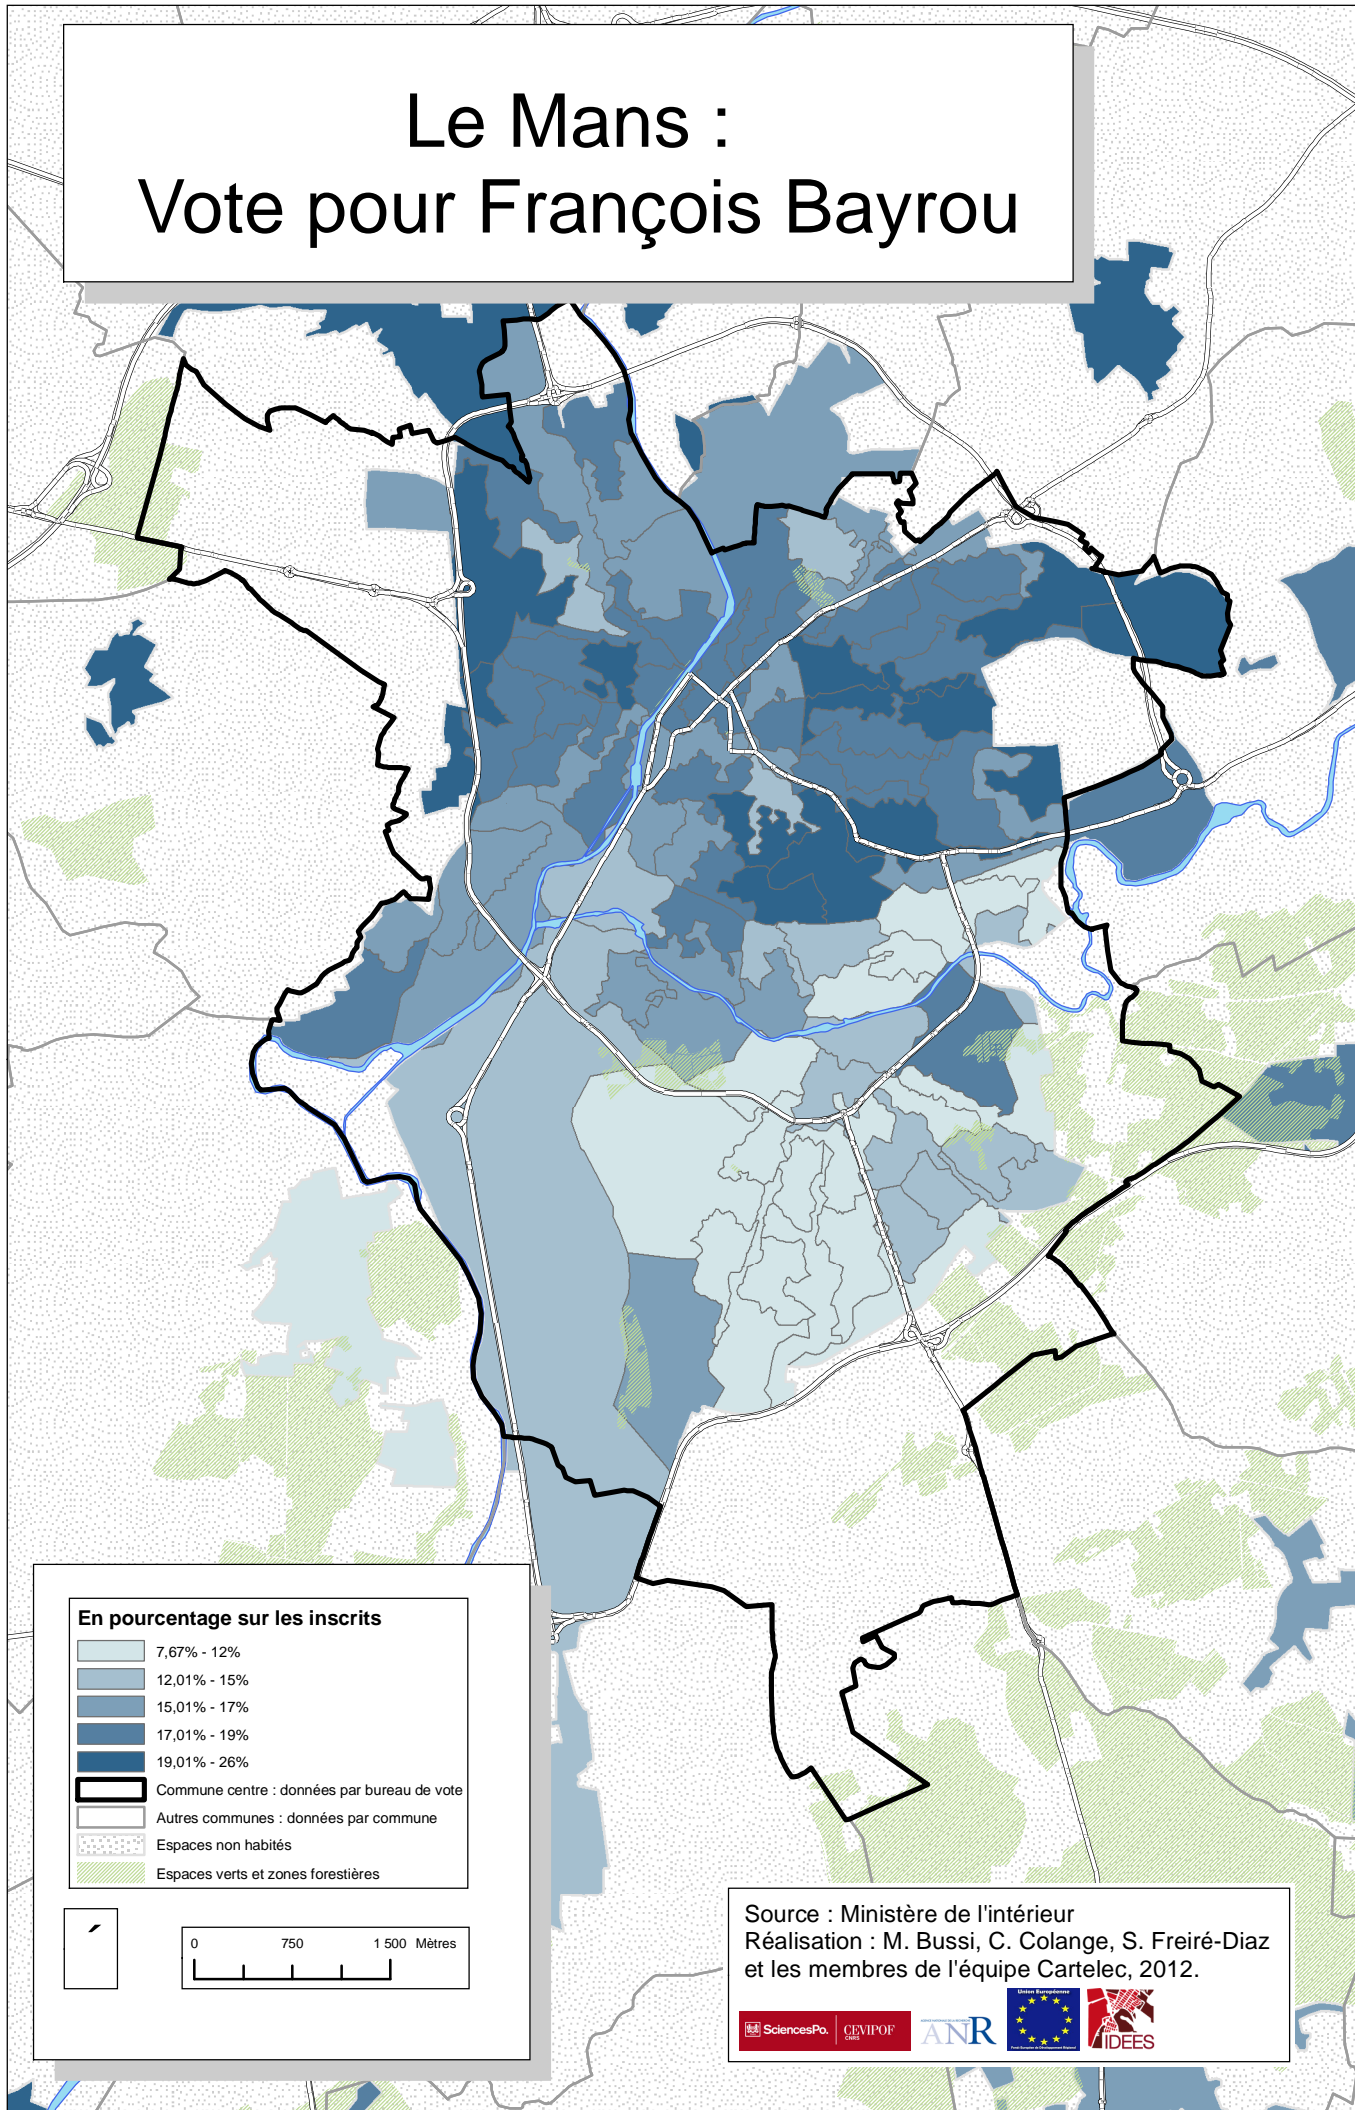 Le Mans :
Vote pour François Bayrou
En pourcentage sur les inscrits
7,67% - 12%
12,01% - 15%
15,01% - 17%
17,01% - 19%
19,01% - 26%
Commune centre : données par bureau de vote
Autres communes : données par commune
Espaces non habités
Espaces verts et zones forestières
0 750 1 500 Mètres
Source : Ministère de l'intérieur
Réalisation : M. Bussi, C. Colange, S. Freiré-Diaz
et les membres de l'équipe Cartelec, 2012.
SciencesPo.
CEVIPOF
CNRS
ANR
Union Européenne
IDEES